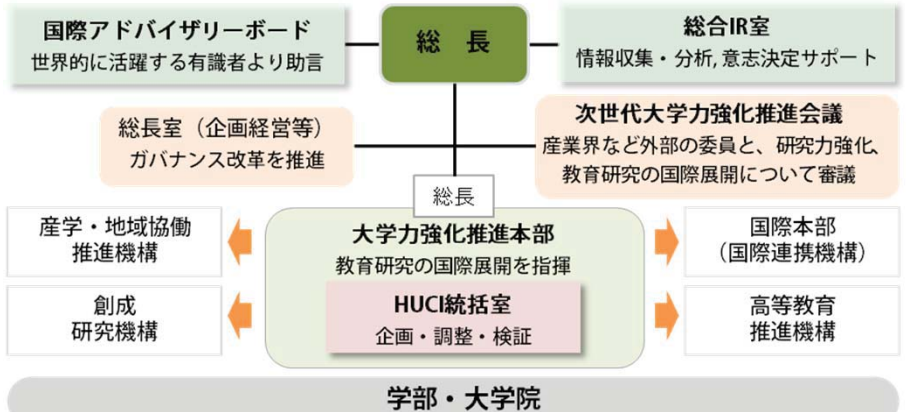 国際アドバイザリーボード
世界的に活躍する有識者より助言
総 長
総合IR室
情報収集・分析, 意志決定サポート
総長室（企画経営等）
ガバナンス改革を推進
次世代大学力強化推進会議
産業界など外部の委員と、研究力強化、
教育研究の国際展開について審議
総長
大学力強化推進本部
教育研究の国際展開を指揮
HUCI統括室
企画・調整・検証
産学・地域協働
推進機構
創成
研究機構
国際本部
（国際連携機構）
高等教育
推進機構
学部・大学院